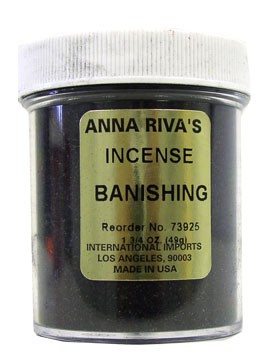 ANNA RIVA'S
INCENSE
BANISHING
Reorder No. 73925
1 3/4 OZ. (49g)
INTERNATIONAL IMPORTS
LOS ANGELES, 90003
MADE IN USA